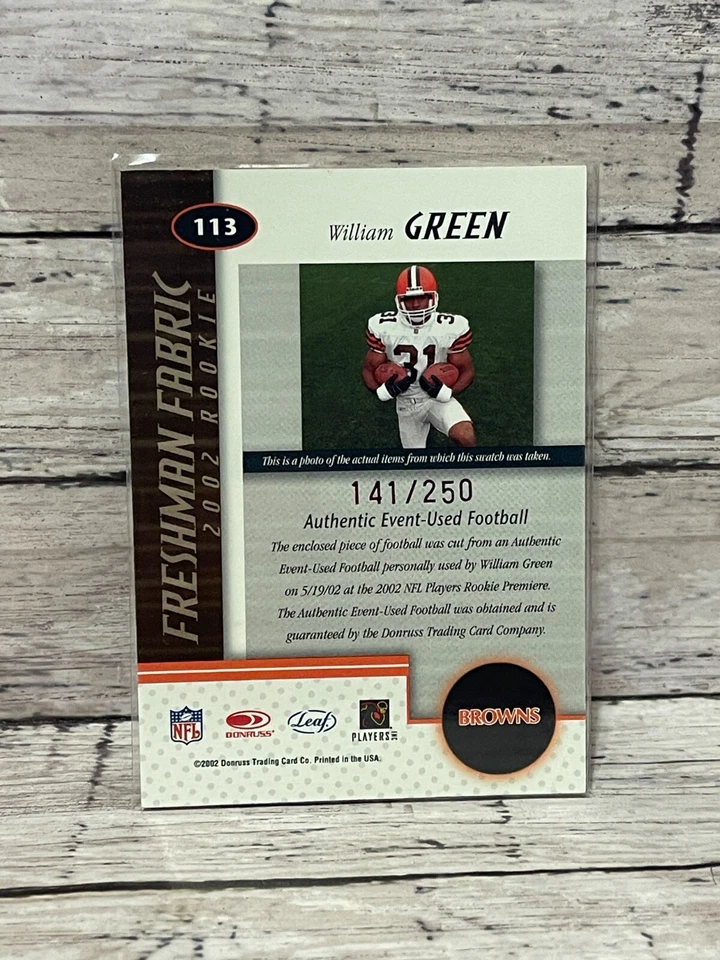 113
William GREEN
FRESHMAN FABRIC
2002 ROOKIE
31
31
This is a photo of the actual items from which this swatch was taken.
141/250
Authentic Event-Used Football
The enclosed piece of football was cut from an Authentic
Event-Used Football personally used by William Green
on 5/19/02 at the 2002 NFL Players Rookie Premiere.
The Authentic Event-Used Football was obtained and is
guaranteed by the Donruss Trading Card Company.
BROWNS
NFL
DONRUSS
Leaf
PLAYERS INC
©2002 Donruss Trading Card Co. Printed in the USA.